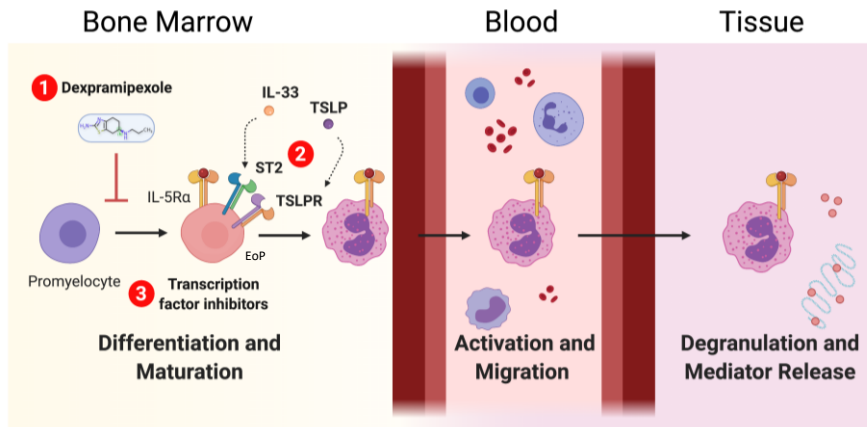 Bone Marrow
Blood
Tissue
1 Dexpramipexole
IL-33
TSLP
2
ST2
IL-5Rα
TSLPR
EoP
Promyelocyte
3 Transcription
factor inhibitors
Differentiation and
Maturation
Activation and
Migration
Degranulation and
Mediator Release